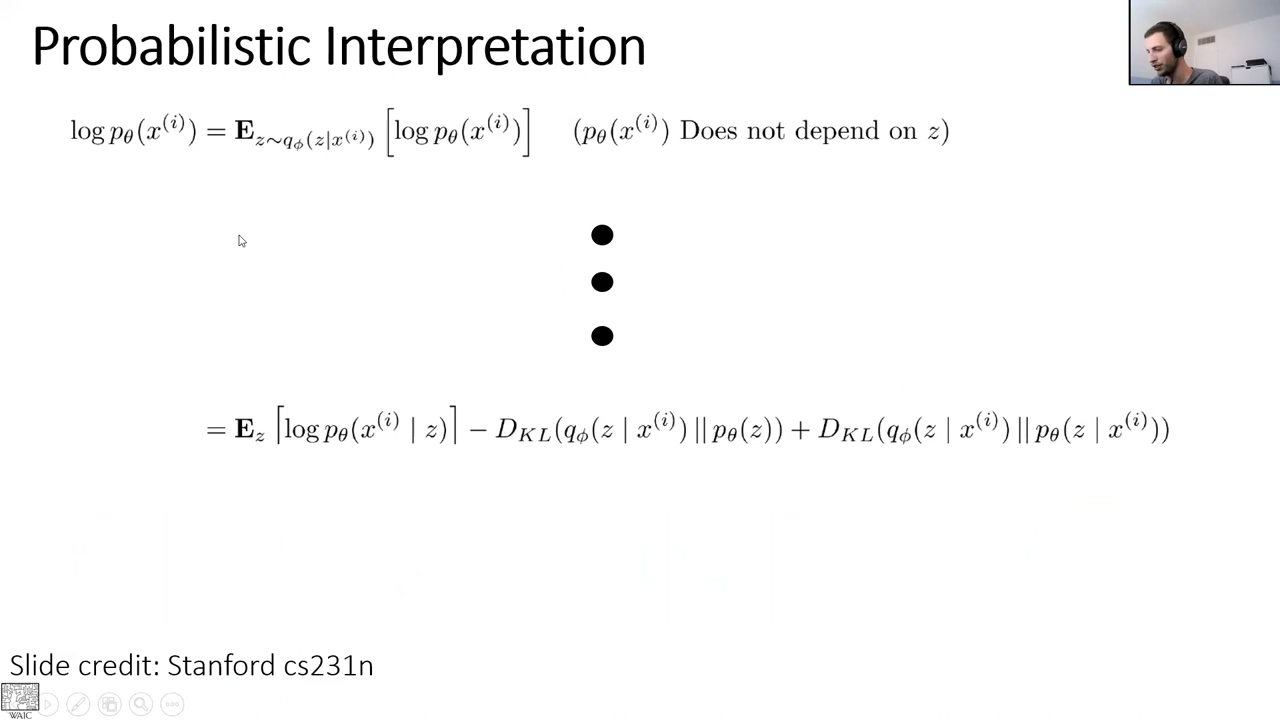 Probabilistic Interpretation
log p_θ(x^(i)) = E_{z∼q_φ(z|x^(i))} [log p_θ(x^(i))] (p_θ(x^(i)) Does not depend on z)
= E_z [log p_θ(x^(i) | z)] − D_KL(q_φ(z | x^(i)) || p_θ(z)) + D_KL(q_φ(z | x^(i)) || p_θ(z | x^(i)))
Slide credit: Stanford cs231n
WAIC